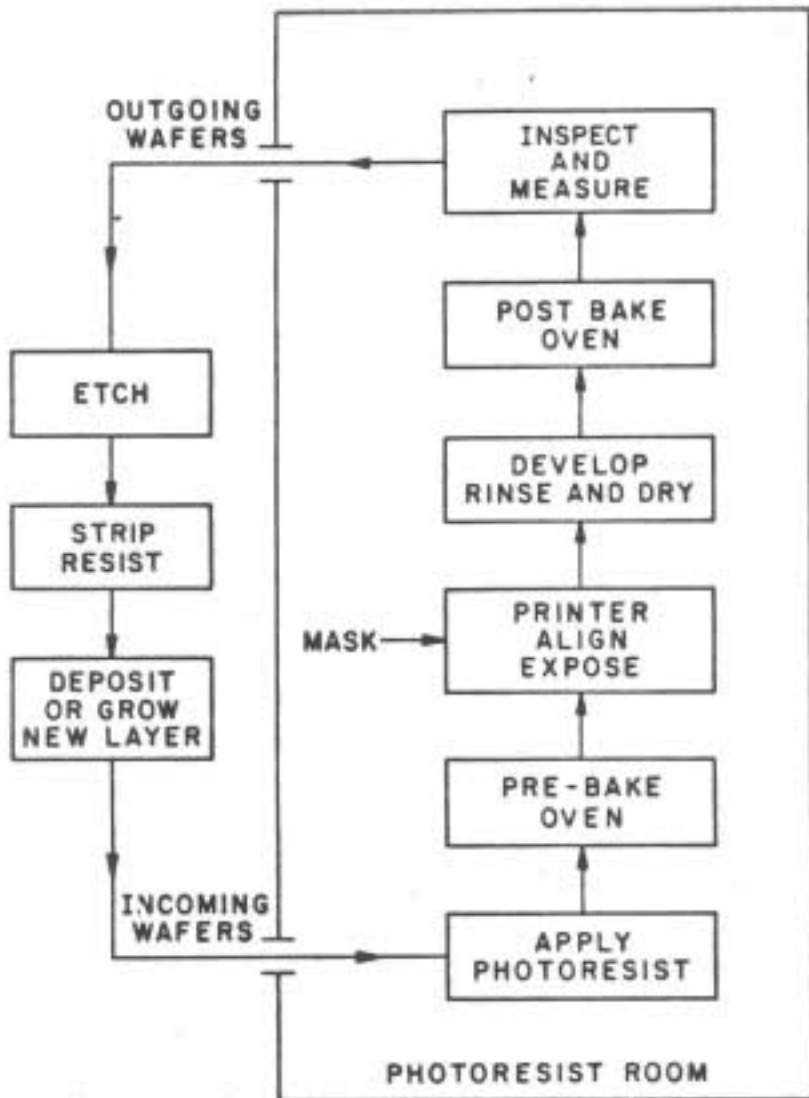 OUTGOING
WAFERS
INSPECT
AND
MEASURE
POST BAKE
OVEN
ETCH
DEVELOP
RINSE AND DRY
STRIP
RESIST
MASK
PRINTER
ALIGN
EXPOSE
DEPOSIT
OR GROW
NEW LAYER
PRE-BAKE
OVEN
INCOMING
WAFERS
APPLY
PHOTORESIST
PHOTORESIST ROOM